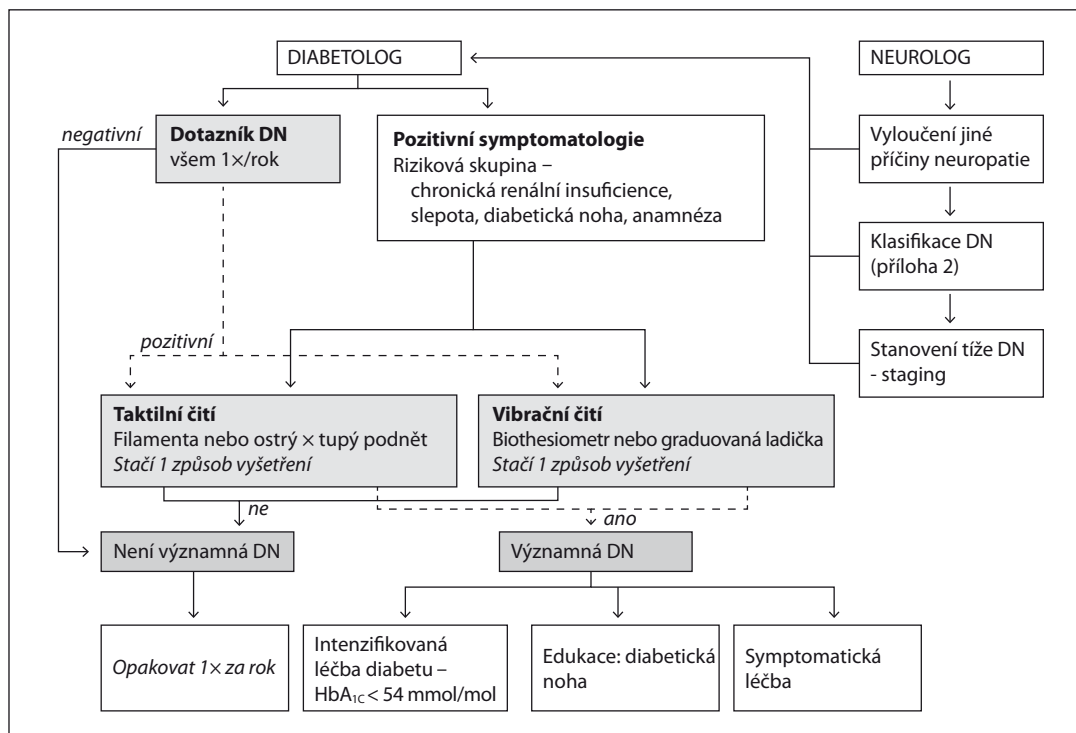 DIABETOLOG
NEUROLOG
negativní
Dotazník DN
všem 1×/rok
Pozitivní symptomatologie
Riziková skupina –
chronická renální insuficience,
slepota, diabetická noha, anamnéza
Vyloučení jiné
příčiny neuropatie
Klasifikace DN
(příloha 2)
Stanovení tíže DN
- staging
pozitivní
Taktilní čití
Filamenta nebo ostrý × tupý podnět
Stačí 1 způsob vyšetření
Vibrační čití
Biothesiometr nebo graduovaná ladička
Stačí 1 způsob vyšetření
ne
ano
Není významná DN
Významná DN
Opakovat 1× za rok
Intenzifikovaná
léčba diabetu –
HbA1C < 54 mmol/mol
Edukace: diabetická
noha
Symptomatická
léčba